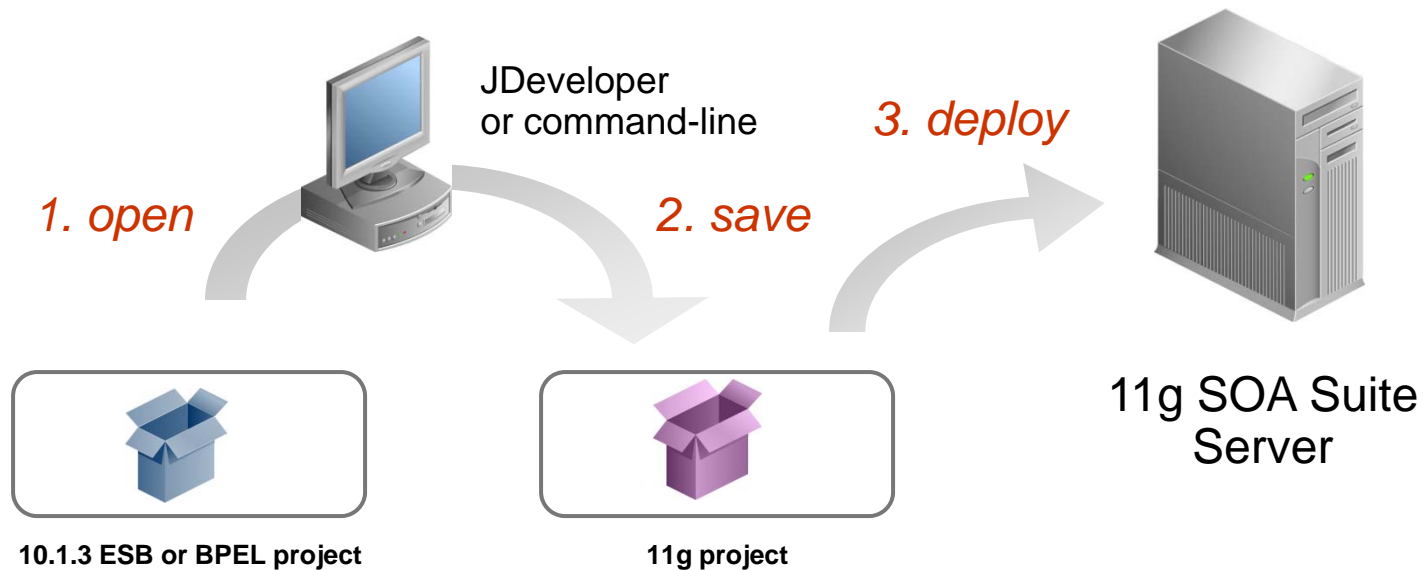 JDeveloper
or command-line
3. deploy
1. open
2. save
11g SOA Suite
Server
10.1.3 ESB or BPEL project
11g project